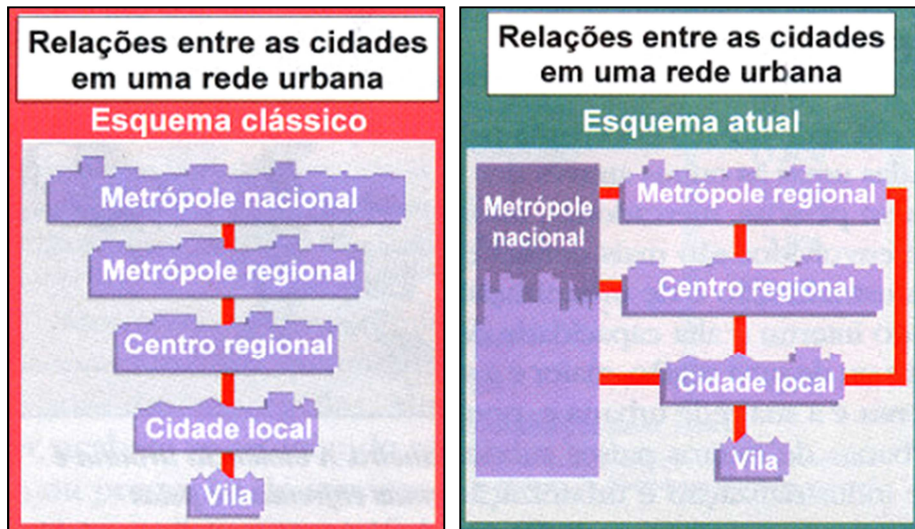 Relações entre as cidades
em uma rede urbana
Esquema clássico
Metrópole nacional
Metrópole regional
Centro regional
Cidade local
Vila
Relações entre as cidades
em uma rede urbana
Esquema atual
Metrópole
nacional
Metrópole regional
Centro regional
Cidade local
Vila